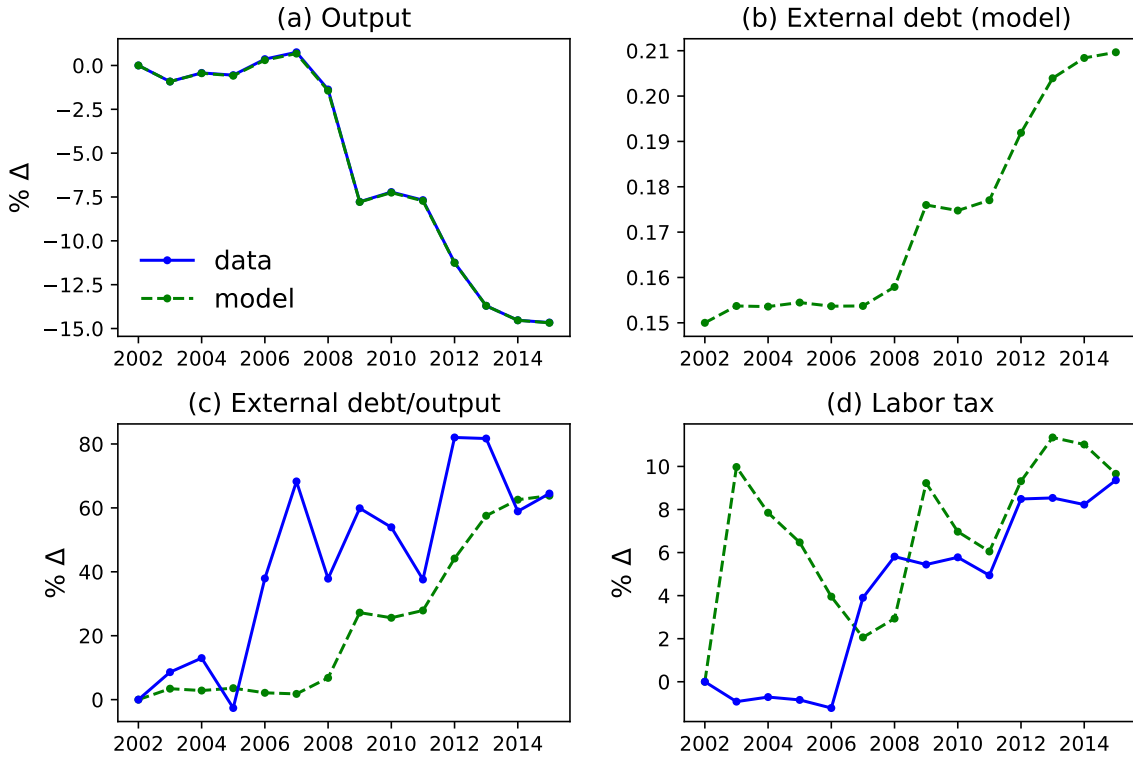 (a) Output
0.0
−2.5
−5.0
−7.5
−10.0
−12.5
−15.0
% Δ
data
model
2002 2004 2006 2008 2010 2012 2014
(b) External debt (model)
0.21
0.20
0.19
0.18
0.17
0.16
0.15
2002 2004 2006 2008 2010 2012 2014
(c) External debt/output
80
60
40
20
0
% Δ
2002 2004 2006 2008 2010 2012 2014
(d) Labor tax
10
8
6
4
2
0
% Δ
2002 2004 2006 2008 2010 2012 2014